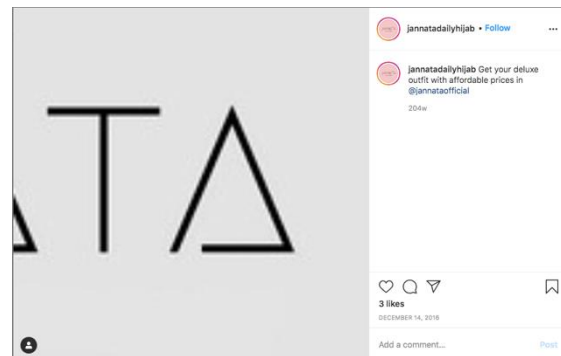 ATA
jannatadailyhijab • Follow
jannatadailyhijab Get your deluxe
outfit with affordable prices in
@jannataofficial
204w
3 likes
DECEMBER 14, 2016
Add a comment...
Post